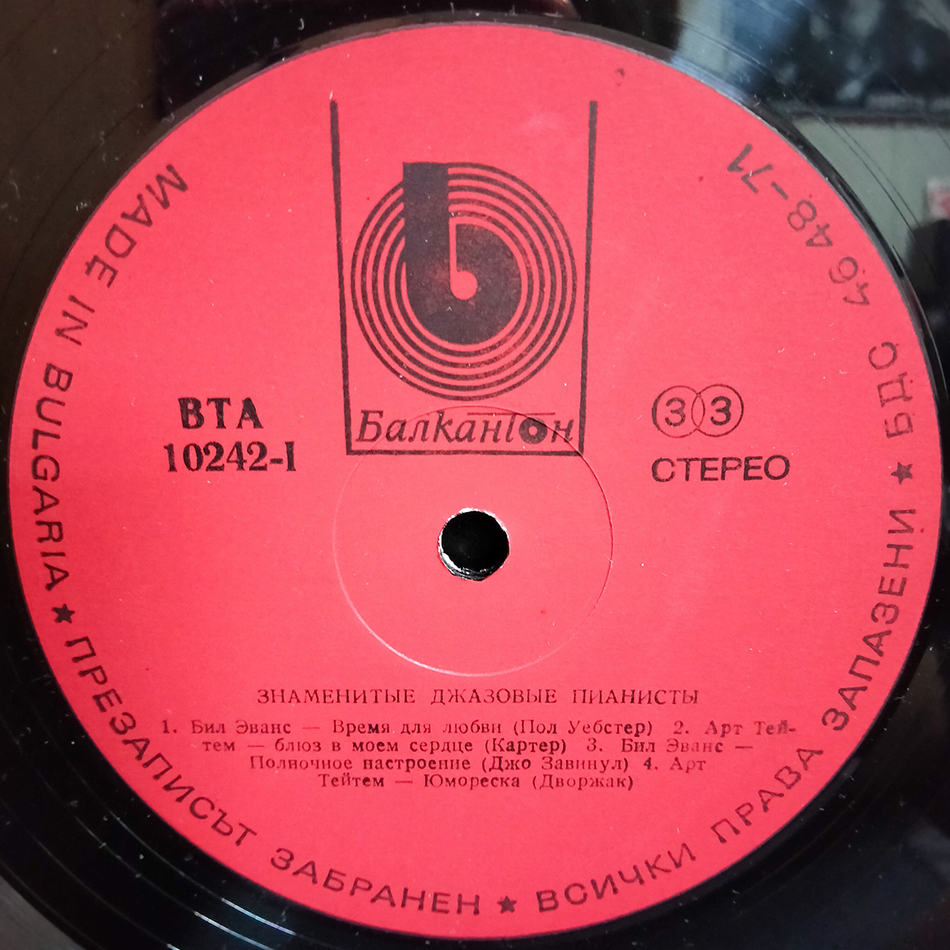 Балкантон
ВТА
10242-I
33
СТЕРЕО
ЗНАМЕНИТЫЕ ДЖАЗОВЫЕ ПИАНИСТЫ
1. Бил Эванс — Время для любви (Пол Уебстер) 2. Арт Тей-
тем — блюз в моем сердце (Картер) 3. Бил Эванс —
Полночное настроение (Джо Завинул) 4. Арт
Тейтем — Юмореска (Дворжак)
MADE IN BULGARIA ★ ПРЕЗАПИСЪТ ЗАБРАНЕН ★ ВСИЧКИ ПРАВА ЗАПАЗЕНИ ★ БДС 4648-71